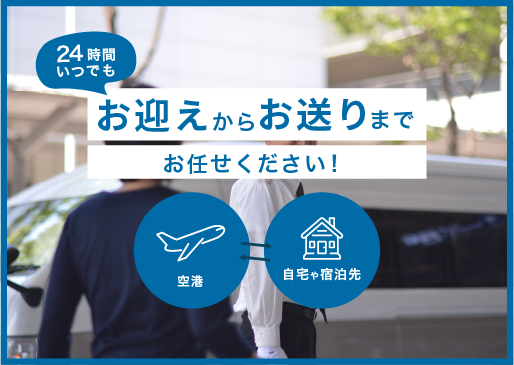 24時間
いつでも
お迎えからお送りまで
お任せください！
空港
自宅や宿泊先